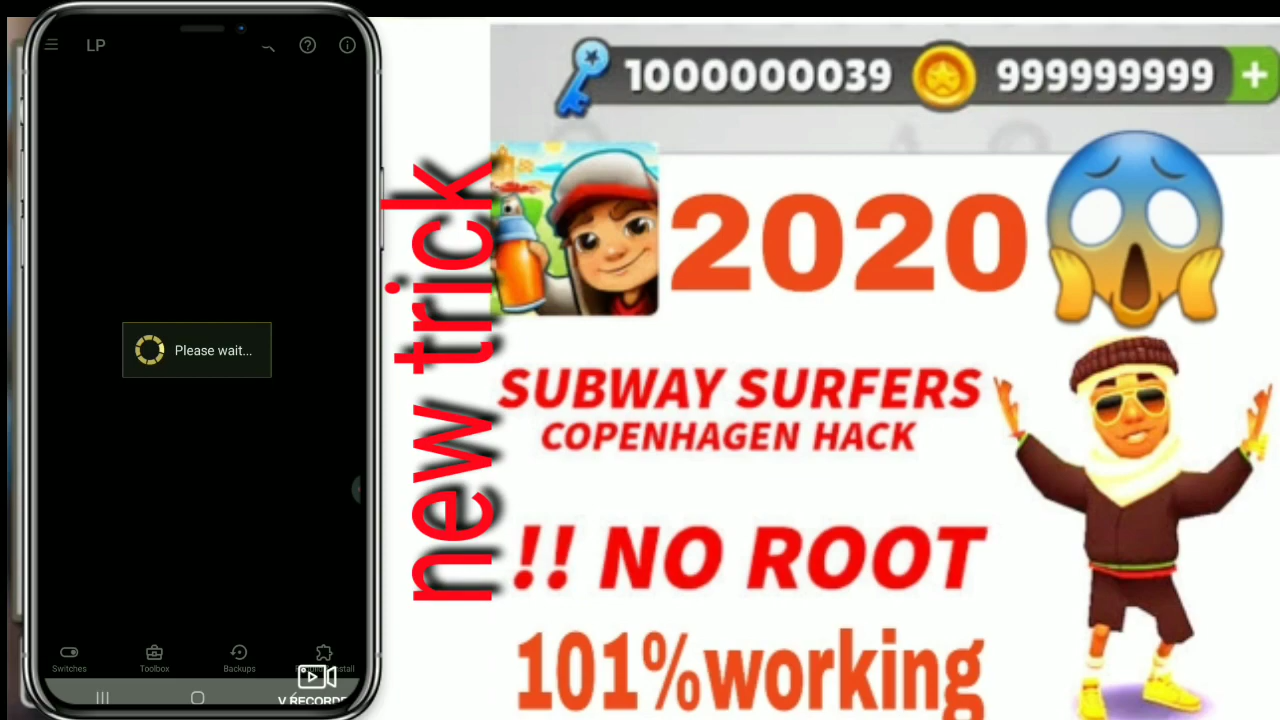 LP
Please wait...
Switches
Toolbox
Backups
V RECORDE
new trick
1000000039
999999999
2020
SUBWAY SURFERS
COPENHAGEN HACK
!! NO ROOT
101%working